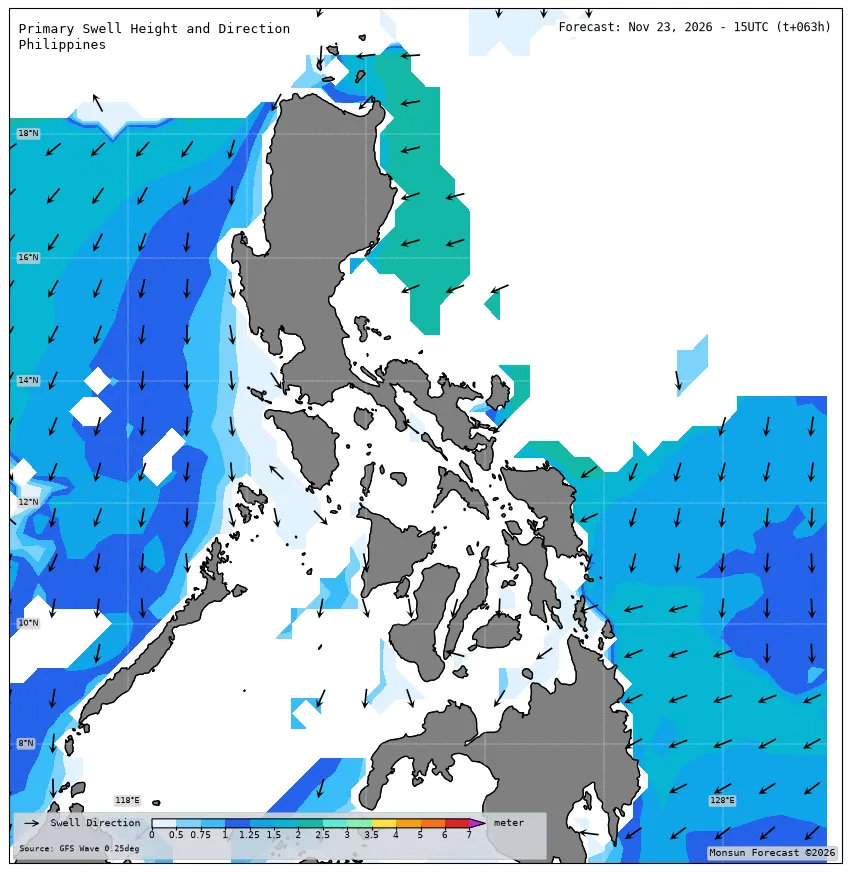 Primary Swell Height and Direction
Philippines
Forecast: Nov 23, 2026 - 15UTC (t+063h)
18°N
16°N
14°N
12°N
10°N
8°N
118°E
128°E
Swell Direction
0 0.5 0.75 1 1.25 1.5 2 2.5 3 3.5 4 5 6 7
meter
Source: GFS Wave 0.25deg
Monsun Forecast ©2026